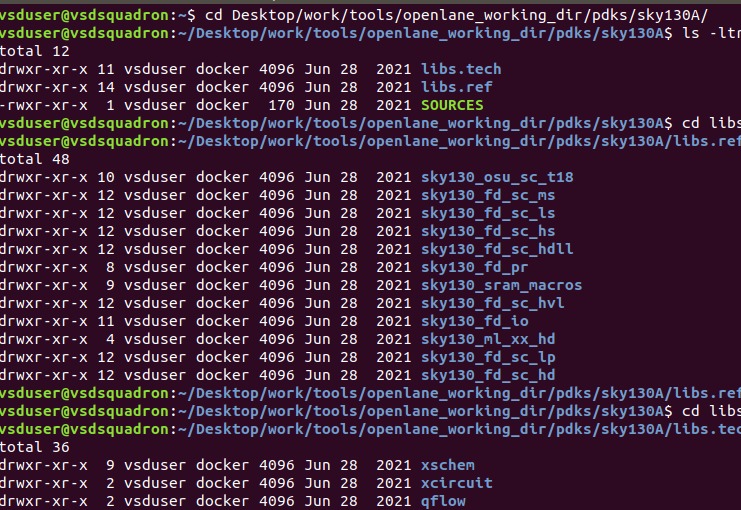 vsduser@vsdsquadron:~$ cd Desktop/work/tools/openlane_working_dir/pdks/sky130A/
vsduser@vsdsquadron:~/Desktop/work/tools/openlane_working_dir/pdks/sky130A$ ls -ltr
total 12
drwxr-xr-x 11 vsduser docker 4096 Jun 28  2021 libs.tech
drwxr-xr-x 14 vsduser docker 4096 Jun 28  2021 libs.ref
-rwxr-xr-x  1 vsduser docker  170 Jun 28  2021 SOURCES
vsduser@vsdsquadron:~/Desktop/work/tools/openlane_working_dir/pdks/sky130A$ cd libs
vsduser@vsdsquadron:~/Desktop/work/tools/openlane_working_dir/pdks/sky130A/libs.ref
total 48
drwxr-xr-x 10 vsduser docker 4096 Jun 28  2021 sky130_osu_sc_t18
drwxr-xr-x 12 vsduser docker 4096 Jun 28  2021 sky130_fd_sc_ms
drwxr-xr-x 12 vsduser docker 4096 Jun 28  2021 sky130_fd_sc_ls
drwxr-xr-x 12 vsduser docker 4096 Jun 28  2021 sky130_fd_sc_hs
drwxr-xr-x 12 vsduser docker 4096 Jun 28  2021 sky130_fd_sc_hdll
drwxr-xr-x  8 vsduser docker 4096 Jun 28  2021 sky130_fd_pr
drwxr-xr-x  9 vsduser docker 4096 Jun 28  2021 sky130_sram_macros
drwxr-xr-x 12 vsduser docker 4096 Jun 28  2021 sky130_fd_sc_hvl
drwxr-xr-x 11 vsduser docker 4096 Jun 28  2021 sky130_fd_io
drwxr-xr-x  4 vsduser docker 4096 Jun 28  2021 sky130_ml_xx_hd
drwxr-xr-x 12 vsduser docker 4096 Jun 28  2021 sky130_fd_sc_lp
drwxr-xr-x 12 vsduser docker 4096 Jun 28  2021 sky130_fd_sc_hd
vsduser@vsdsquadron:~/Desktop/work/tools/openlane_working_dir/pdks/sky130A/libs.ref
vsduser@vsdsquadron:~/Desktop/work/tools/openlane_working_dir/pdks/sky130A$ cd libs
vsduser@vsdsquadron:~/Desktop/work/tools/openlane_working_dir/pdks/sky130A/libs.tec
total 36
drwxr-xr-x  9 vsduser docker 4096 Jun 28  2021 xschem
drwxr-xr-x  2 vsduser docker 4096 Jun 28  2021 xcircuit
drwxr-xr-x  2 vsduser docker 4096 Jun 28  2021 qflow